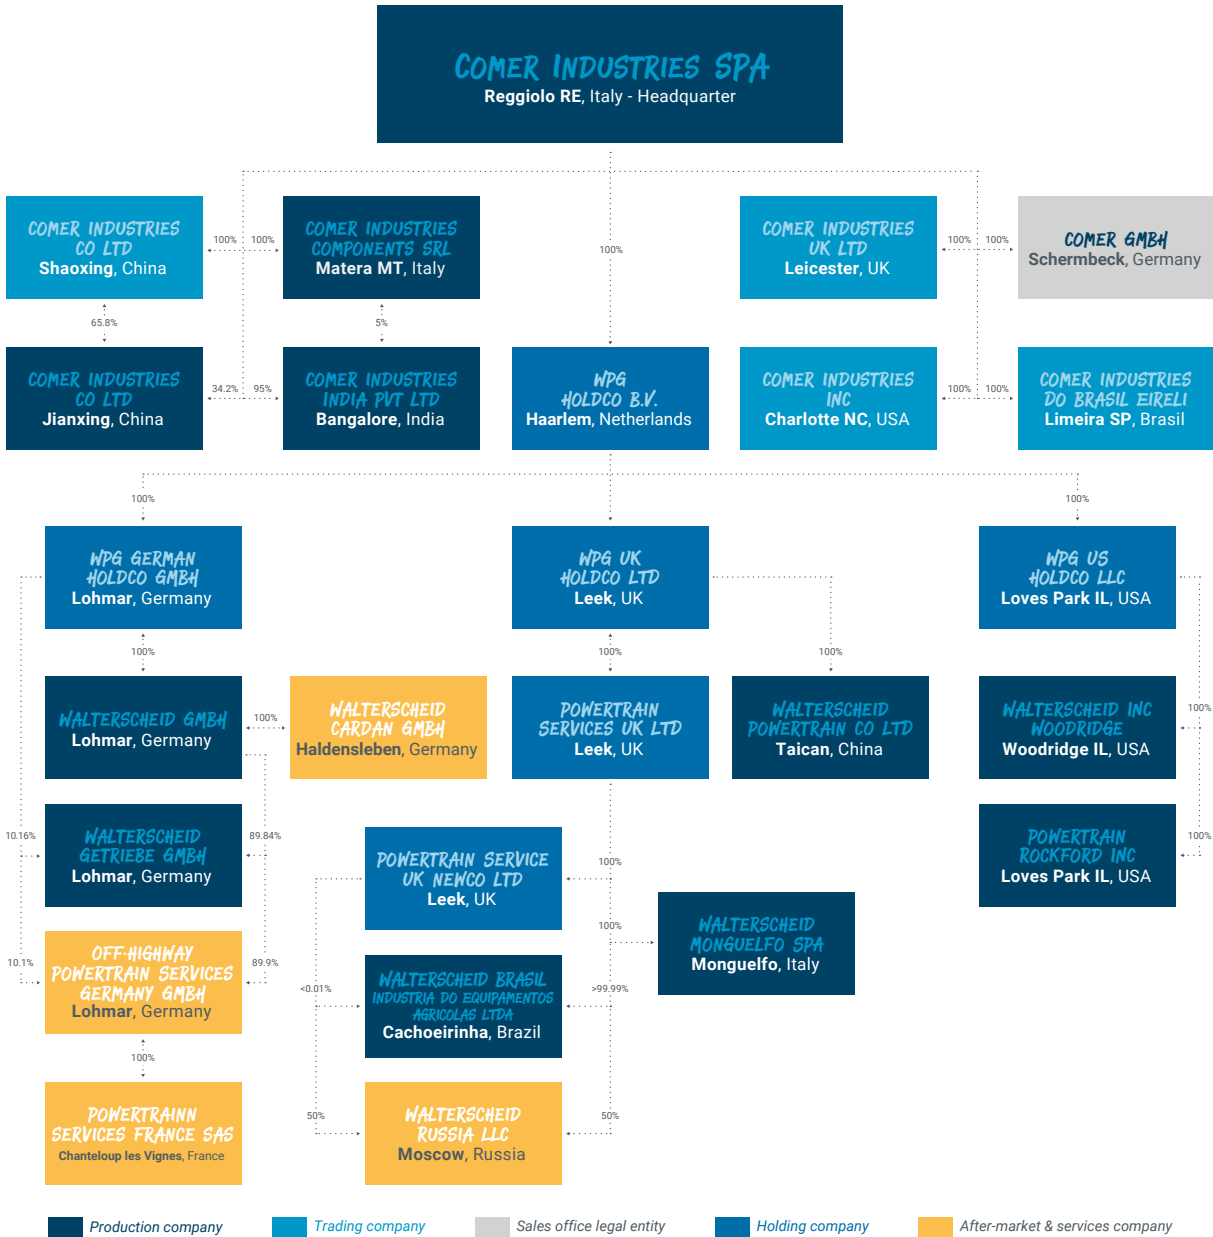 COMER INDUSTRIES SPA
Reggiolo RE, Italy - Headquarter
COMER INDUSTRIES
CO LTD
Shaoxing, China
100%
100%
COMER INDUSTRIES
COMPONENTS SRL
Matera MT, Italy
100%
COMER INDUSTRIES
UK LTD
Leicester, UK
100%
100%
COMER GMBH
Schermbeck, Germany
65.8%
5%
COMER INDUSTRIES
CO LTD
Jianxing, China
34.2%
95%
COMER INDUSTRIES
INDIA PVT LTD
Bangalore, India
WPG
HOLDCO B.V.
Haarlem, Netherlands
COMER INDUSTRIES
INC
Charlotte NC, USA
100%
100%
COMER INDUSTRIES
DO BRASIL EIRELI
Limeira SP, Brasil
100%
100%
WPG GERMAN
HOLDCO GMBH
Lohmar, Germany
WPG UK
HOLDCO LTD
Leek, UK
WPG US
HOLDCO LLC
Loves Park IL, USA
100%
100%
100%
WALTERSCHEID GMBH
Lohmar, Germany
100%
WALTERSCHEID
CARDAN GMBH
Haldensleben, Germany
POWERTRAIN
SERVICES UK LTD
Leek, UK
WALTERSCHEID
POWERTRAIN CO LTD
Taican, China
WALTERSCHEID INC
WOODRIDGE
Woodridge IL, USA
100%
10.16%
WALTERSCHEID
GETRIEBE GMBH
Lohmar, Germany
89.84%
POWERTRAIN SERVICE
UK NEWCO LTD
Leek, UK
100%
POWERTRAIN
ROCKFORD INC
Loves Park IL, USA
100%
100%
WALTERSCHEID
MONGUELFO SPA
Monguelfo, Italy
10.1%
OFF-HIGHWAY
POWERTRAIN SERVICES
GERMANY GMBH
Lohmar, Germany
89.9%
<0.01%
WALTERSCHEID BRASIL
INDUSTRIA DO EQUIPAMENTOS
AGRICOLAS LTDA
Cachoeirinha, Brazil
>99.99%
100%
POWERTRAINN
SERVICES FRANCE SAS
Chanteloup les Vignes, France
50%
WALTERSCHEID
RUSSIA LLC
Moscow, Russia
50%
Production company
Trading company
Sales office legal entity
Holding company
After-market & services company